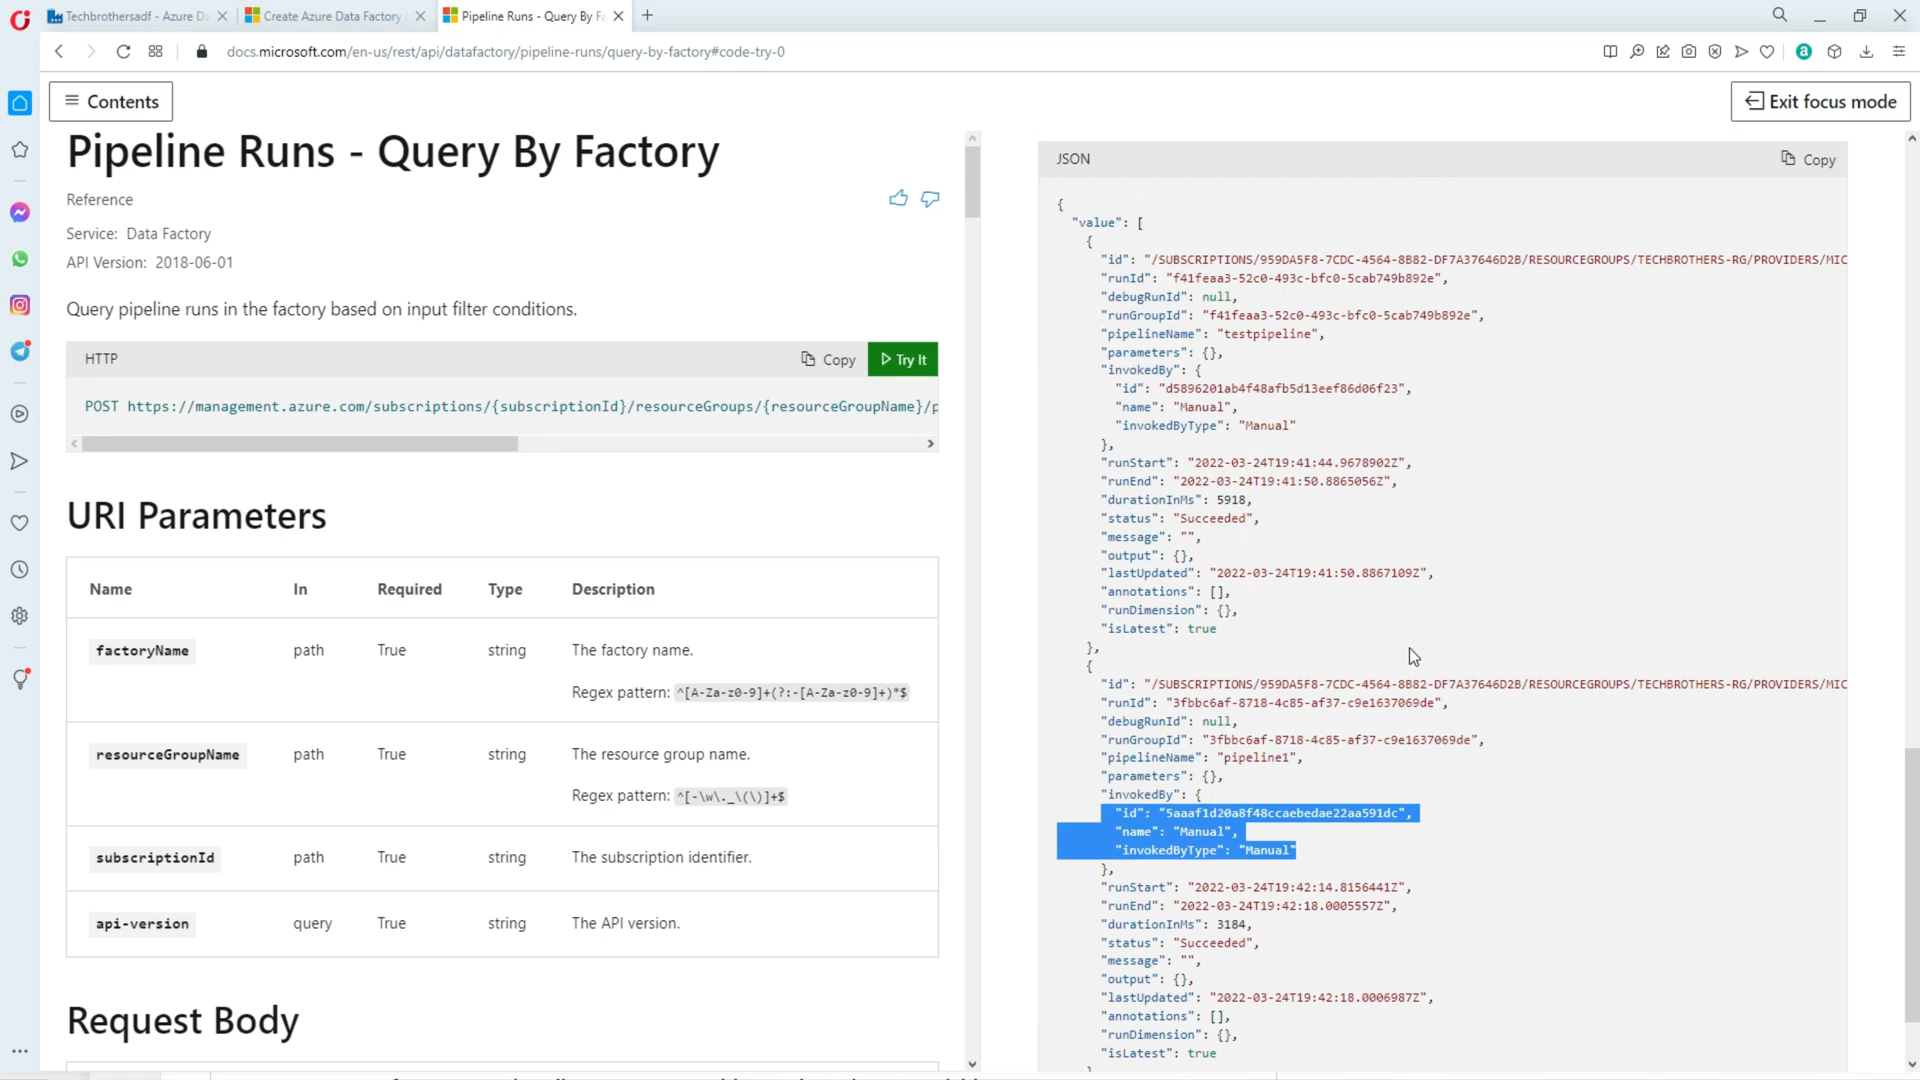 Techbrothersadf - Azure Da
Create Azure Data Factory
Pipeline Runs - Query By Fa
docs.microsoft.com/en-us/rest/api/datafactory/pipeline-runs/query-by-factory#code-try-0
Contents
Exit focus mode
Pipeline Runs - Query By Factory
Reference
Service: Data Factory
API Version: 2018-06-01
Query pipeline runs in the factory based on input filter conditions.
HTTP
Copy
Try It
POST https://management.azure.com/subscriptions/{subscriptionId}/resourceGroups/{resourceGroupName}/p
URI Parameters
Name In Required Type Description
factoryName path True string The factory name.
Regex pattern: ^[A-Za-z0-9]+(?:-[A-Za-z0-9]+)*$
resourceGroupName path True string The resource group name.
Regex pattern: ^[-\w\._\(\)]+$
subscriptionId path True string The subscription identifier.
api-version query True string The API version.
Request Body
JSON
Copy
{
"value": [
{
"id": "/SUBSCRIPTIONS/959DA5F8-7CDC-4564-8B82-DF7A37646D2B/RESOURCEGROUPS/TECHBROTHERS-RG/PROVIDERS/MIC
"runId": "f41feaa3-52c0-493c-bfc0-5cab749b892e",
"debugRunId": null,
"runGroupId": "f41feaa3-52c0-493c-bfc0-5cab749b892e",
"pipelineName": "testpipeline",
"parameters": {},
"invokedBy": {
"id": "d5896201ab4f48afb5d13eef86d06f23",
"name": "Manual",
"invokedByType": "Manual"
},
"runStart": "2022-03-24T19:41:44.9678902Z",
"runEnd": "2022-03-24T19:41:50.8865056Z",
"durationInMs": 5918,
"status": "Succeeded",
"message": "",
"output": {},
"lastUpdated": "2022-03-24T19:41:50.8867109Z",
"annotations": [],
"runDimension": {},
"isLatest": true
},
{
"id": "/SUBSCRIPTIONS/959DA5F8-7CDC-4564-8B82-DF7A37646D2B/RESOURCEGROUPS/TECHBROTHERS-RG/PROVIDERS/MIC
"runId": "3fbbc6af-8718-4c85-af37-c9e1637069de",
"debugRunId": null,
"runGroupId": "3fbbc6af-8718-4c85-af37-c9e1637069de",
"pipelineName": "pipeline1",
"parameters": {},
"invokedBy": {
"id": "5aaaf1d20a8f48ccaebedae22aa591dc",
"name": "Manual",
"invokedByType": "Manual"
},
"runStart": "2022-03-24T19:42:14.8156441Z",
"runEnd": "2022-03-24T19:42:18.0005557Z",
"durationInMs": 3184,
"status": "Succeeded",
"message": "",
"output": {},
"lastUpdated": "2022-03-24T19:42:18.0006987Z",
"annotations": [],
"runDimension": {},
"isLatest": true